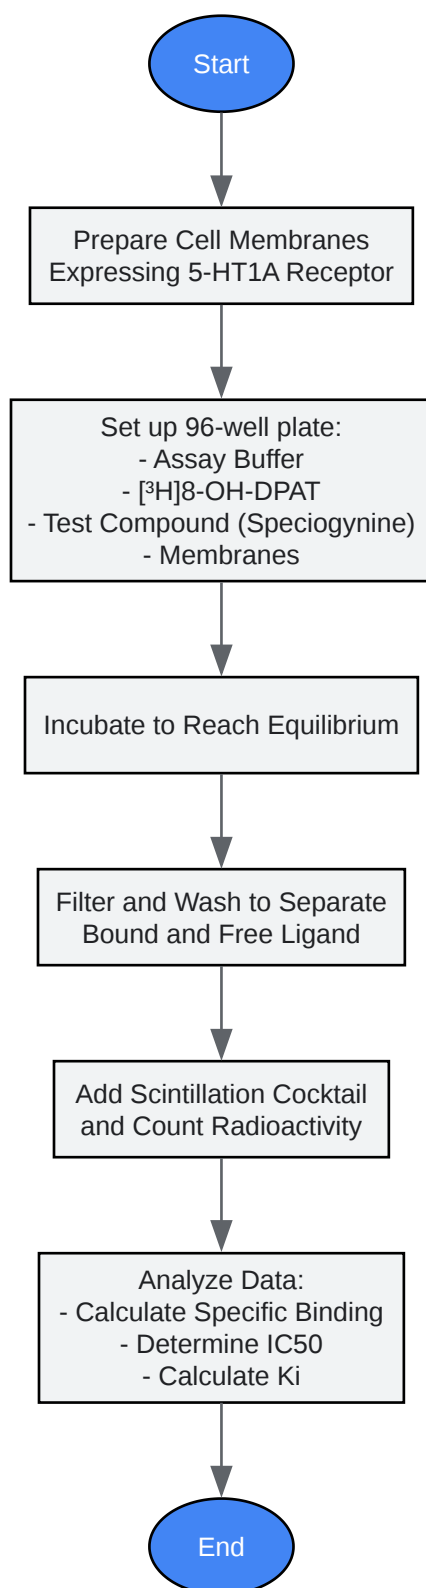 Start
Prepare Cell Membranes
Expressing 5-HT1A Receptor
Set up 96-well plate:
- Assay Buffer
- [³H]8-OH-DPAT
- Test Compound (Speciogynine)
- Membranes
Incubate to Reach Equilibrium
Filter and Wash to Separate
Bound and Free Ligand
Add Scintillation Cocktail
and Count Radioactivity
Analyze Data:
- Calculate Specific Binding
- Determine IC50
- Calculate Ki
End